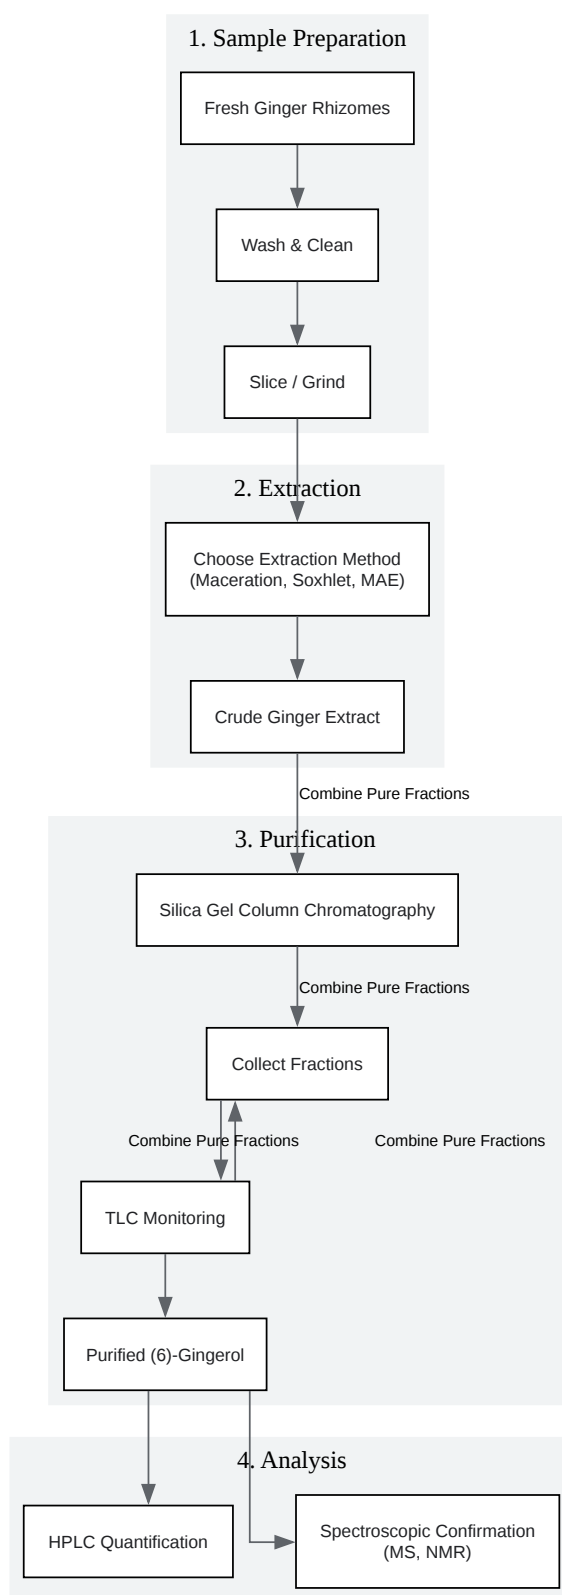 1. Sample Preparation
Fresh Ginger Rhizomes
Wash & Clean
Slice / Grind
2. Extraction
Choose Extraction Method
(Maceration, Soxhlet, MAE)
Crude Ginger Extract
Combine Pure Fractions
3. Purification
Silica Gel Column Chromatography
Combine Pure Fractions
Collect Fractions
Combine Pure Fractions
Combine Pure Fractions
TLC Monitoring
Purified (6)-Gingerol
4. Analysis
HPLC Quantification
Spectroscopic Confirmation
(MS, NMR)